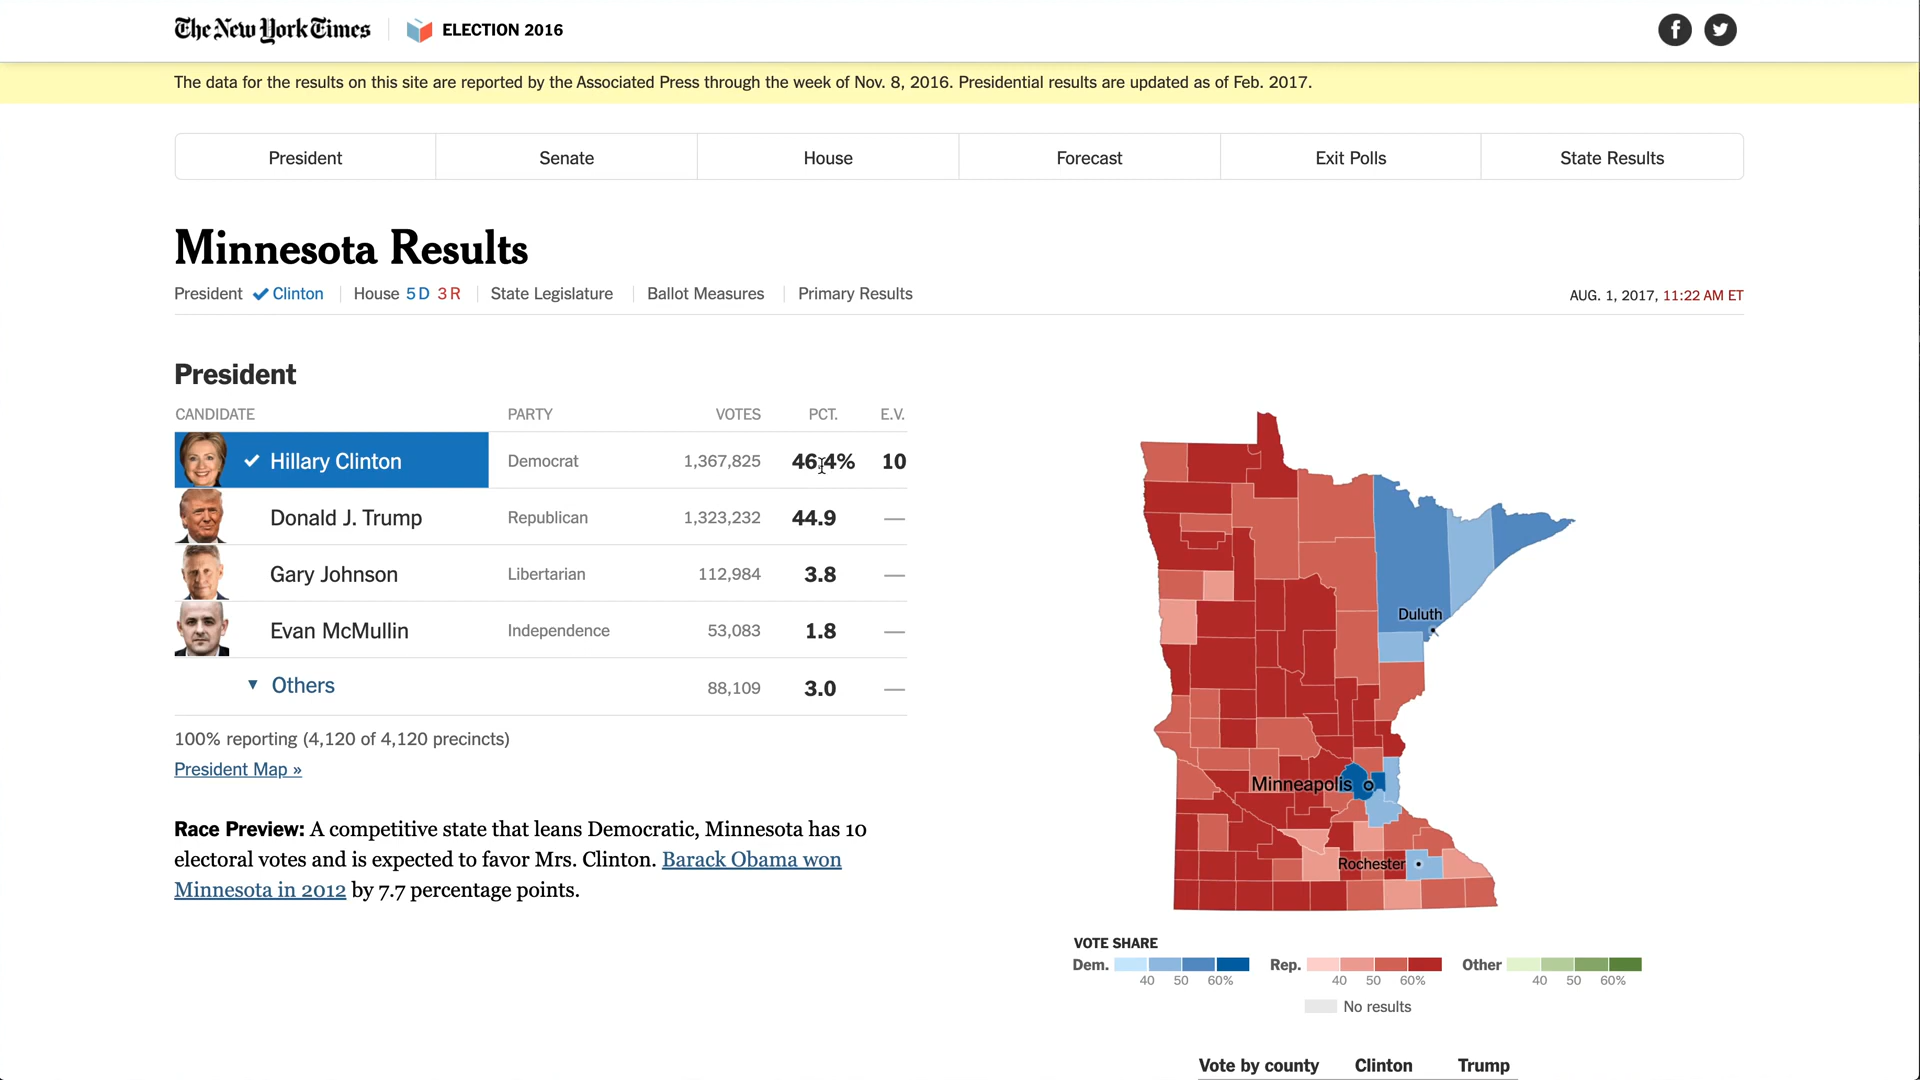 The New York Times ELECTION 2016
The data for the results on this site are reported by the Associated Press through the week of Nov. 8, 2016. Presidential results are updated as of Feb. 2017.
President Senate House Forecast Exit Polls State Results
Minnesota Results
President Clinton House 5 D 3 R State Legislature Ballot Measures Primary Results
AUG. 1, 2017, 11:22 AM ET
President
CANDIDATE PARTY VOTES PCT. E.V.
Hillary Clinton Democrat 1,367,825 46.4% 10
Donald J. Trump Republican 1,323,232 44.9 —
Gary Johnson Libertarian 112,984 3.8 —
Evan McMullin Independence 53,083 1.8 —
Others 88,109 3.0 —
100% reporting (4,120 of 4,120 precincts)
President Map »
Race Preview: A competitive state that leans Democratic, Minnesota has 10
electoral votes and is expected to favor Mrs. Clinton. Barack Obama won
Minnesota in 2012 by 7.7 percentage points.
Duluth
Minneapolis
Rochester
VOTE SHARE
Dem. Rep. Other
40 50 60% 40 50 60% 40 50 60%
No results
Vote by county Clinton Trump